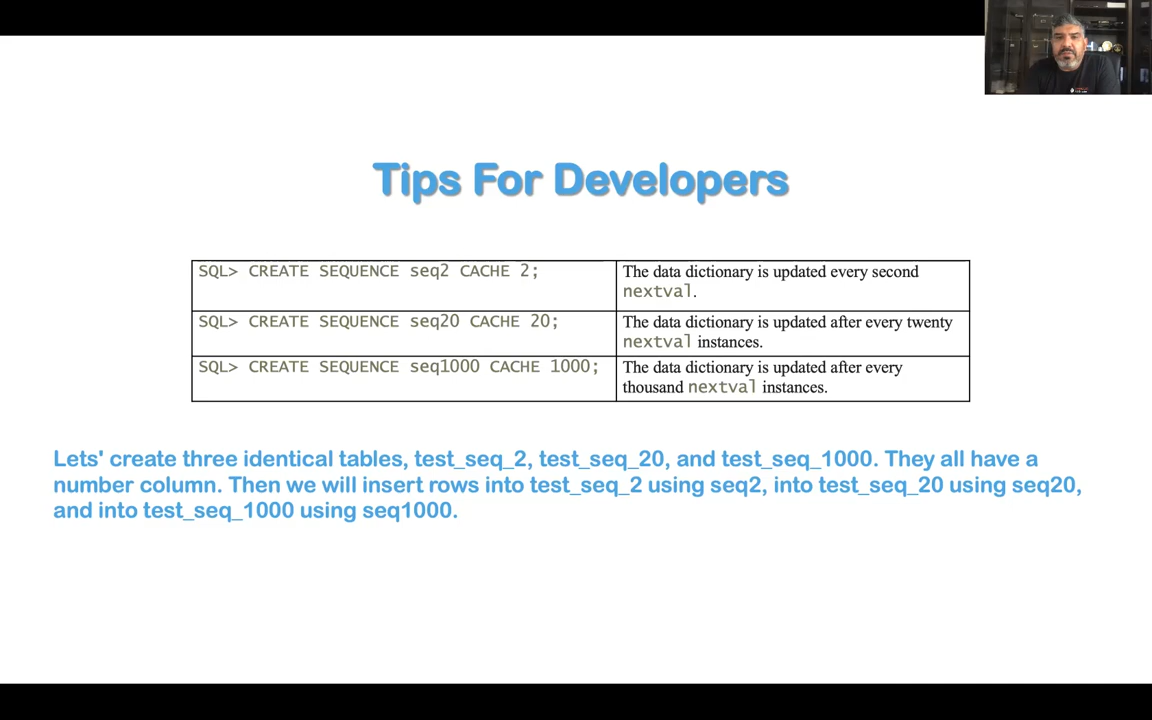 Tips For Developers
SQL> CREATE SEQUENCE seq2 CACHE 2;
The data dictionary is updated every second
nextval.
SQL> CREATE SEQUENCE seq20 CACHE 20;
The data dictionary is updated after every twenty
nextval instances.
SQL> CREATE SEQUENCE seq1000 CACHE 1000;
The data dictionary is updated after every
thousand nextval instances.
Lets' create three identical tables, test_seq_2, test_seq_20, and test_seq_1000. They all have a
number column. Then we will insert rows into test_seq_2 using seq2, into test_seq_20 using seq20,
and into test_seq_1000 using seq1000.